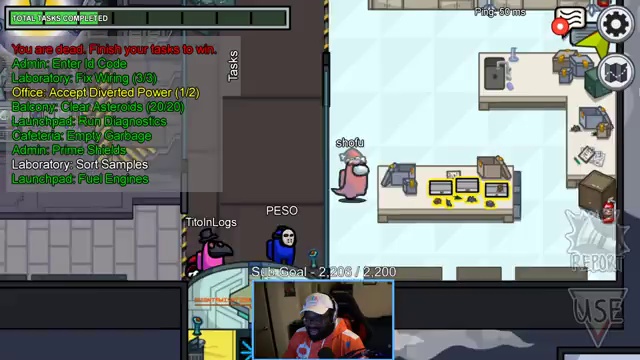 TOTAL TASKS COMPLETED
Ping: 50 ms
You are dead. Finish your tasks to win.
Admin: Enter Id Code
Laboratory: Fix Wiring (3/3)
Office: Accept Diverted Power (1/2)
Balcony: Clear Asteroids (20/20)
Launchpad: Run Diagnostics
Cafeteria: Empty Garbage
Admin: Prime Shields
Laboratory: Sort Samples
Launchpad: Fuel Engines
Tasks
shofu
TitoInLogs
PESO
REPORT
Sub Goal - 2,206 / 2,200
USE